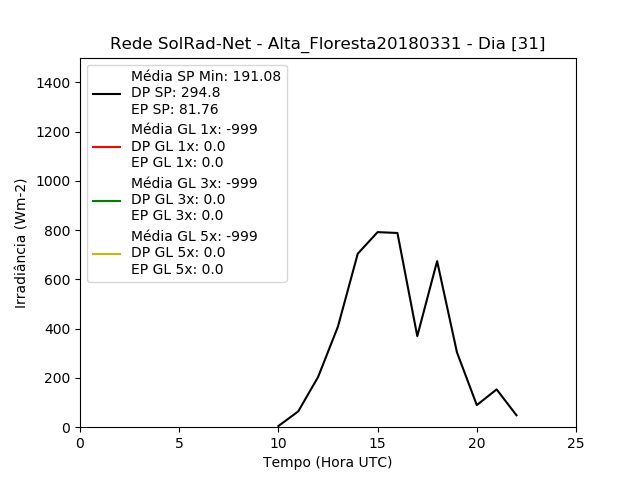 Rede SolRad-Net - Alta_Floresta20180331 - Dia [31]
Média SP Min: 191.08
DP SP: 294.8
EP SP: 81.76
Média GL 1x: -999
DP GL 1x: 0.0
EP GL 1x: 0.0
Média GL 3x: -999
DP GL 3x: 0.0
EP GL 3x: 0.0
Média GL 5x: -999
DP GL 5x: 0.0
EP GL 5x: 0.0
Irradiância (Wm-2)
1400
1200
1000
800
600
400
200
0
0 5 10 15 20 25
Tempo (Hora UTC)